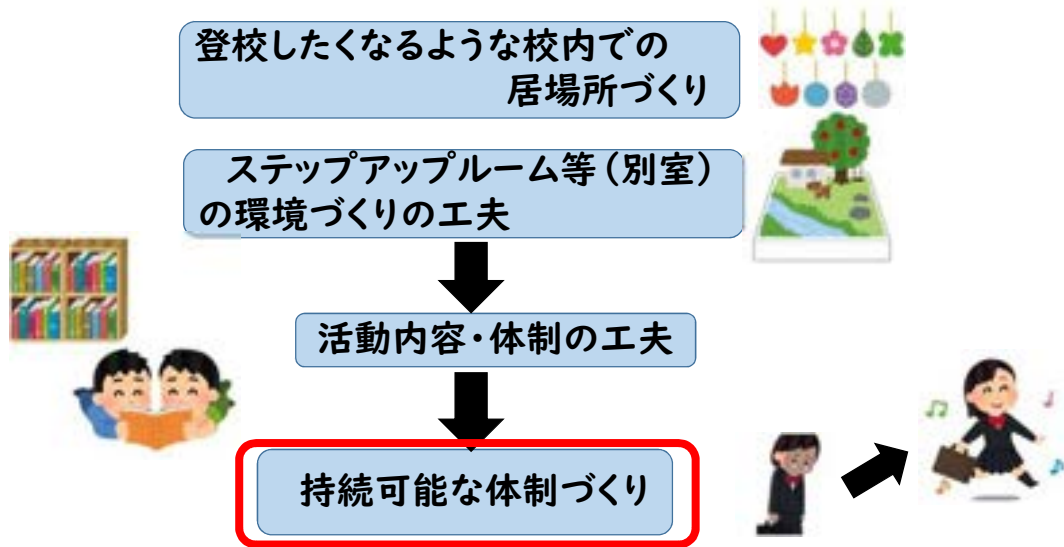 登校したくなるような校内での
居場所づくり
ステップアップルーム等(別室)
の環境づくりの工夫
活動内容・体制の工夫
持続可能な体制づくり